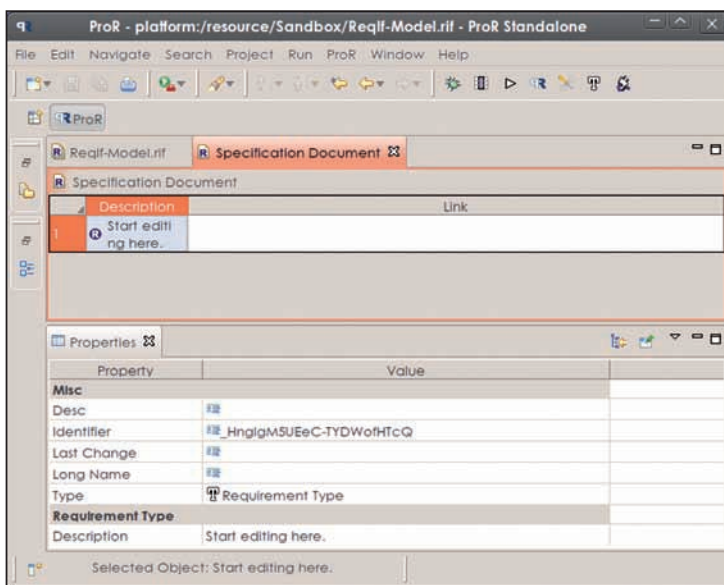 ProR - platform:/resource/Sandbox/ReqIf-Model.rif - ProR Standalone
File Edit Navigate Search Project Run ProR Window Help
ProR
ReqIf-Model.rif
Specification Document
Specification Document
Description Link
1 Start editi
ng here.
Properties
Property Value
Misc
Desc
Identifier _HngIgM5UEeC-TYDWofHTcQ
Last Change
Long Name
Type Requirement Type
Requirement Type
Description Start editing here.
Selected Object: Start editing here.